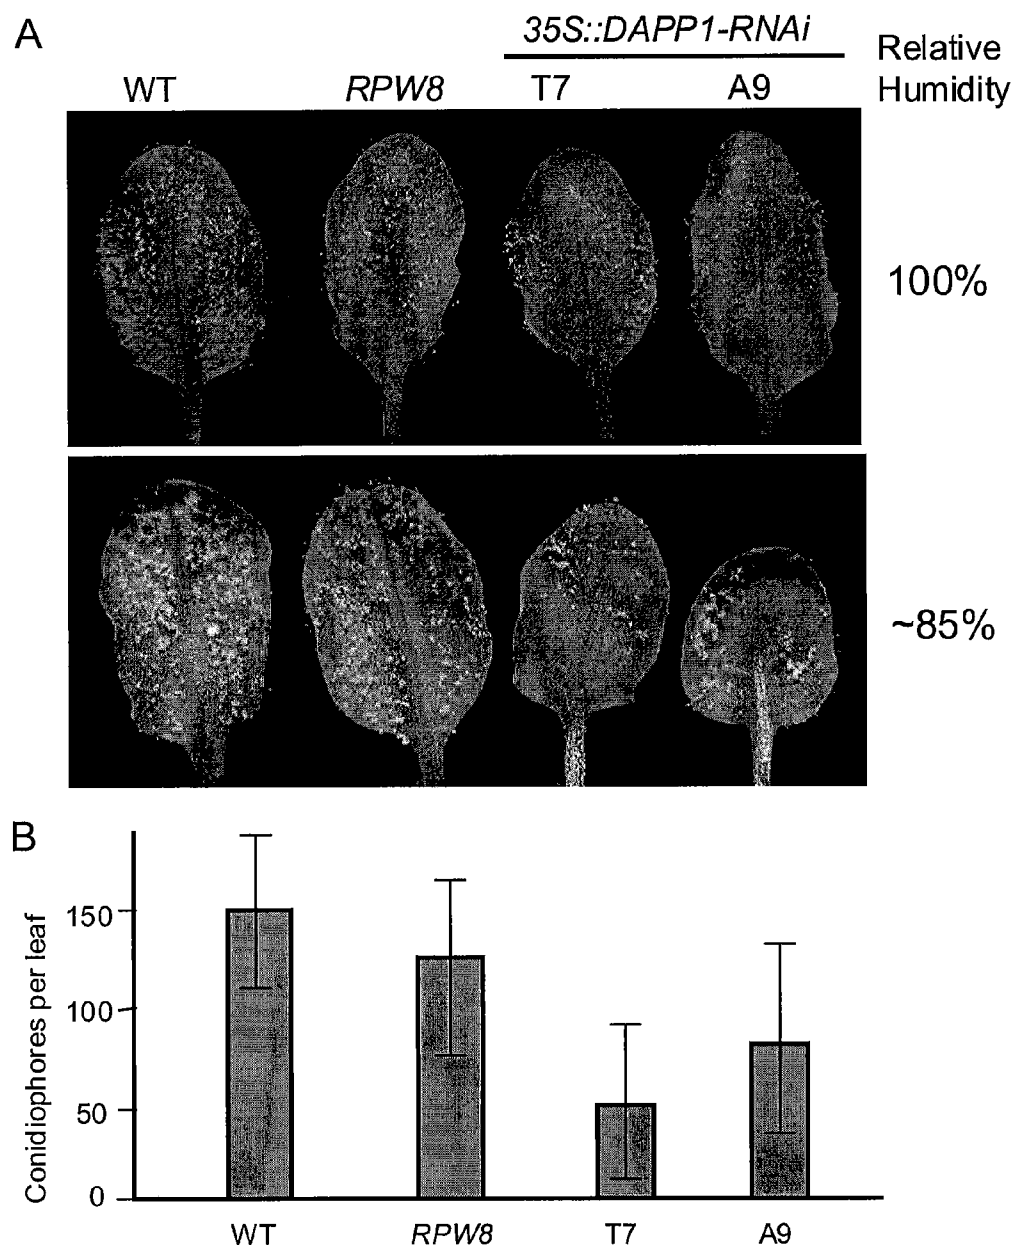 A
35S::DAPP1-RNAi
Relative
Humidity
WT RPW8 T7 A9
100%
~85%
B
Conidiophores per leaf
150
100
50
0
WT RPW8 T7 A9